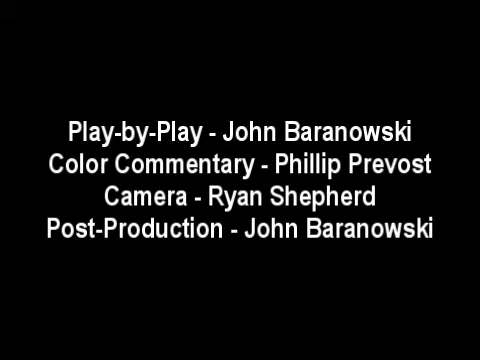 Play-by-Play - John Baranowski
Color Commentary - Phillip Prevost
Camera - Ryan Shepherd
Post-Production - John Baranowski